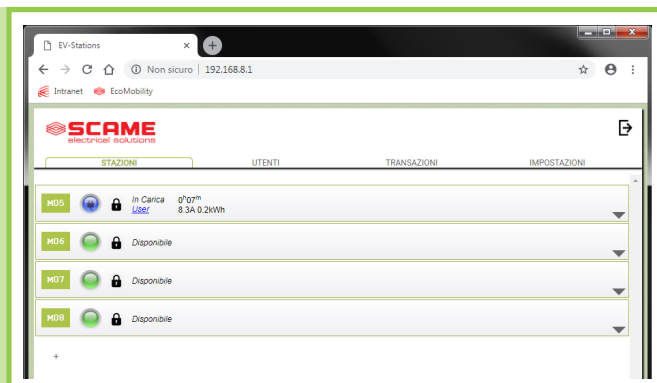 EV-Stations
Non sicuro | 192.168.8.1
Intranet EcoMobility
SCAME
electrical solutions
STAZIONI UTENTI TRANSAZIONI IMPOSTAZIONI
M05 In Carica 0h07m
User 8.3A 0.2kWh
M06 Disponibile
M07 Disponibile
M08 Disponibile
+